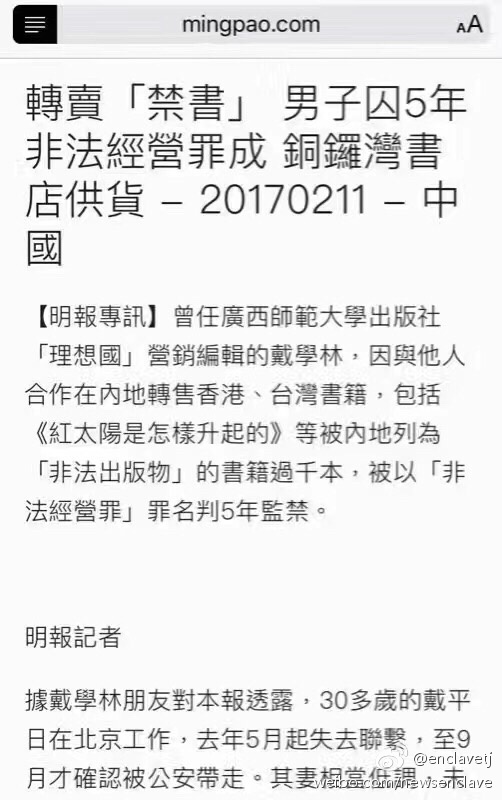 mingpao.com
AA
轉賣「禁書」 男子囚5年
非法經營罪成 銅鑼灣書
店供貨 - 20170211 - 中
國
【明報專訊】曾任廣西師範大學出版社
「理想國」營銷編輯的戴學林，因與他人
合作在內地轉售香港、台灣書籍，包括
《紅太陽是怎樣升起的》等被內地列為
「非法出版物」的書籍過千本，被以「非
法經營罪」罪名判5年監禁。
明報記者
據戴學林朋友對本報透露，30多歲的戴平
日在北京工作，去年5月起失去聯繫，至9
月才確認被公安帶走。其妻相當低調，未
@enclavetj
weibo.com/newsenclave